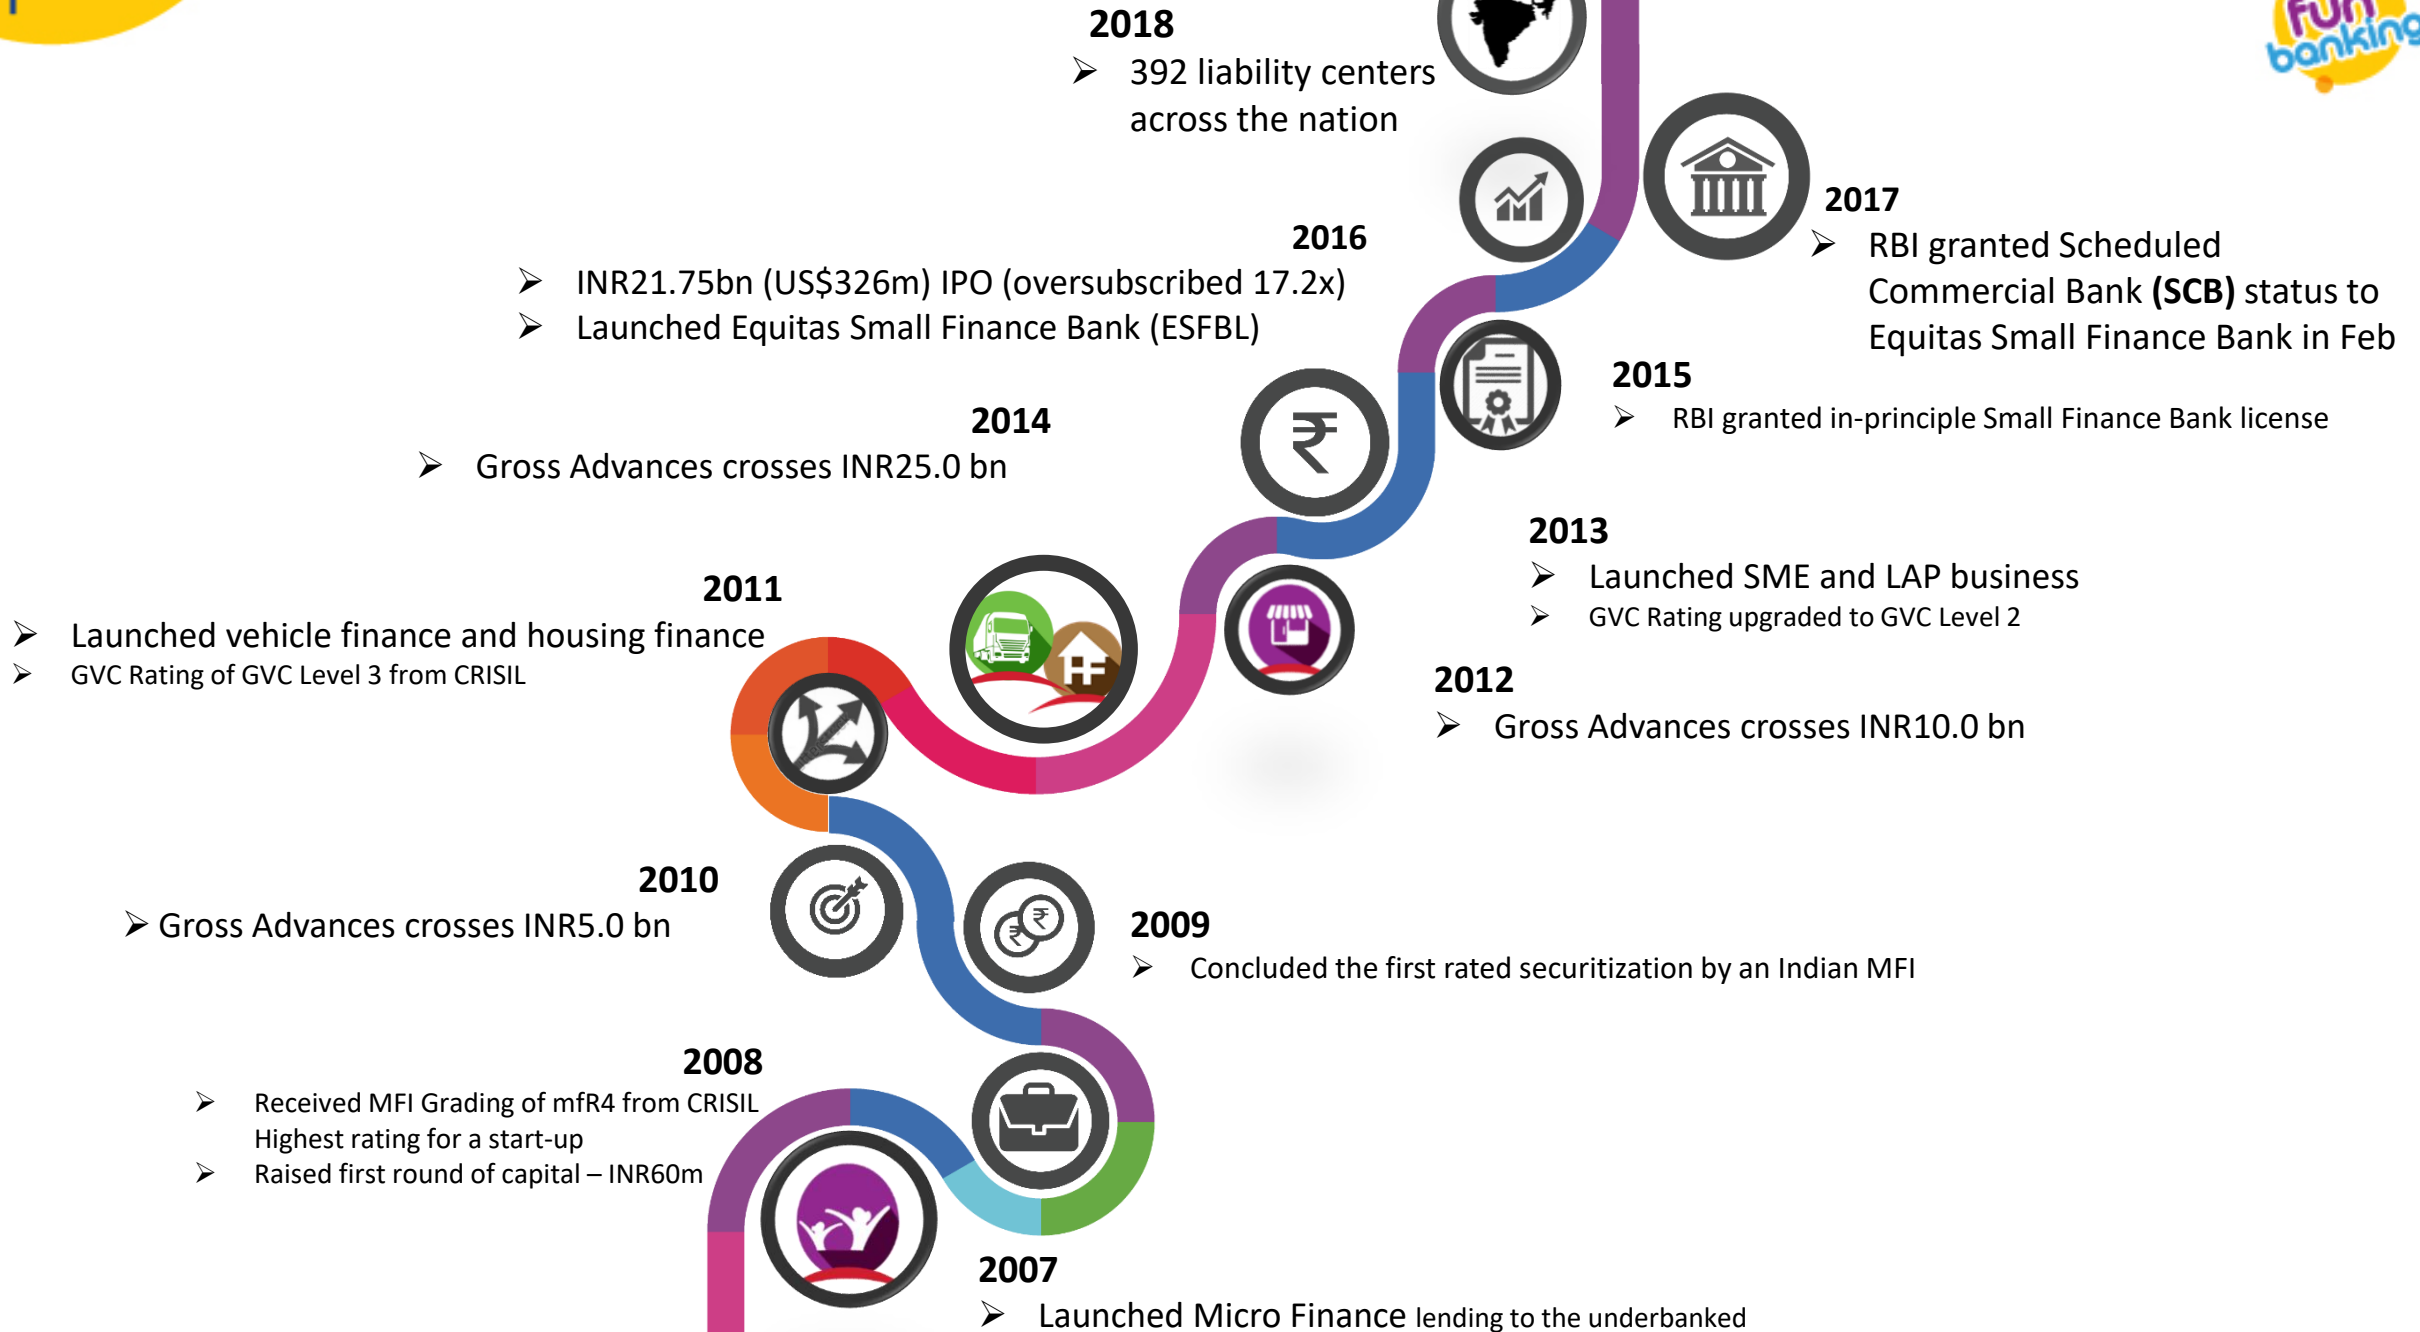 fun
banking
2018
➢ 392 liability centers
across the nation
2017
➢ RBI granted Scheduled
Commercial Bank (SCB) status to
Equitas Small Finance Bank in Feb
2016
➢ INR21.75bn (US$326m) IPO (oversubscribed 17.2x)
➢ Launched Equitas Small Finance Bank (ESFBL)
2015
➢ RBI granted in-principle Small Finance Bank license
2014
➢ Gross Advances crosses INR25.0 bn
2013
➢ Launched SME and LAP business
➢ GVC Rating upgraded to GVC Level 2
2011
➢ Launched vehicle finance and housing finance
➢ GVC Rating of GVC Level 3 from CRISIL
HF
₹
2012
➢ Gross Advances crosses INR10.0 bn
2010
➢ Gross Advances crosses INR5.0 bn
₹
₹
2009
➢ Concluded the first rated securitization by an Indian MFI
2008
➢ Received MFI Grading of mfR4 from CRISIL
Highest rating for a start-up
➢ Raised first round of capital – INR60m
2007
➢ Launched Micro Finance lending to the underbanked